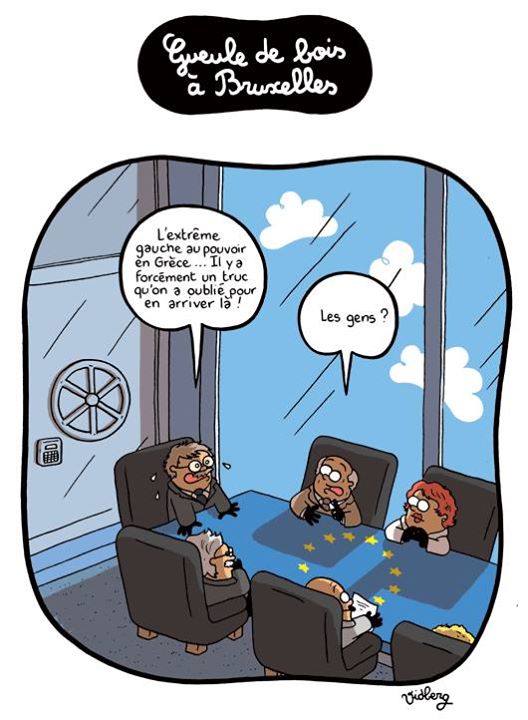 Gueule de bois
à Bruxelles
L'extrême
gauche au pouvoir
en Grèce... Il y a
forcément un truc
qu'on a oublié pour
en arriver là !
Les gens ?
Vidberg